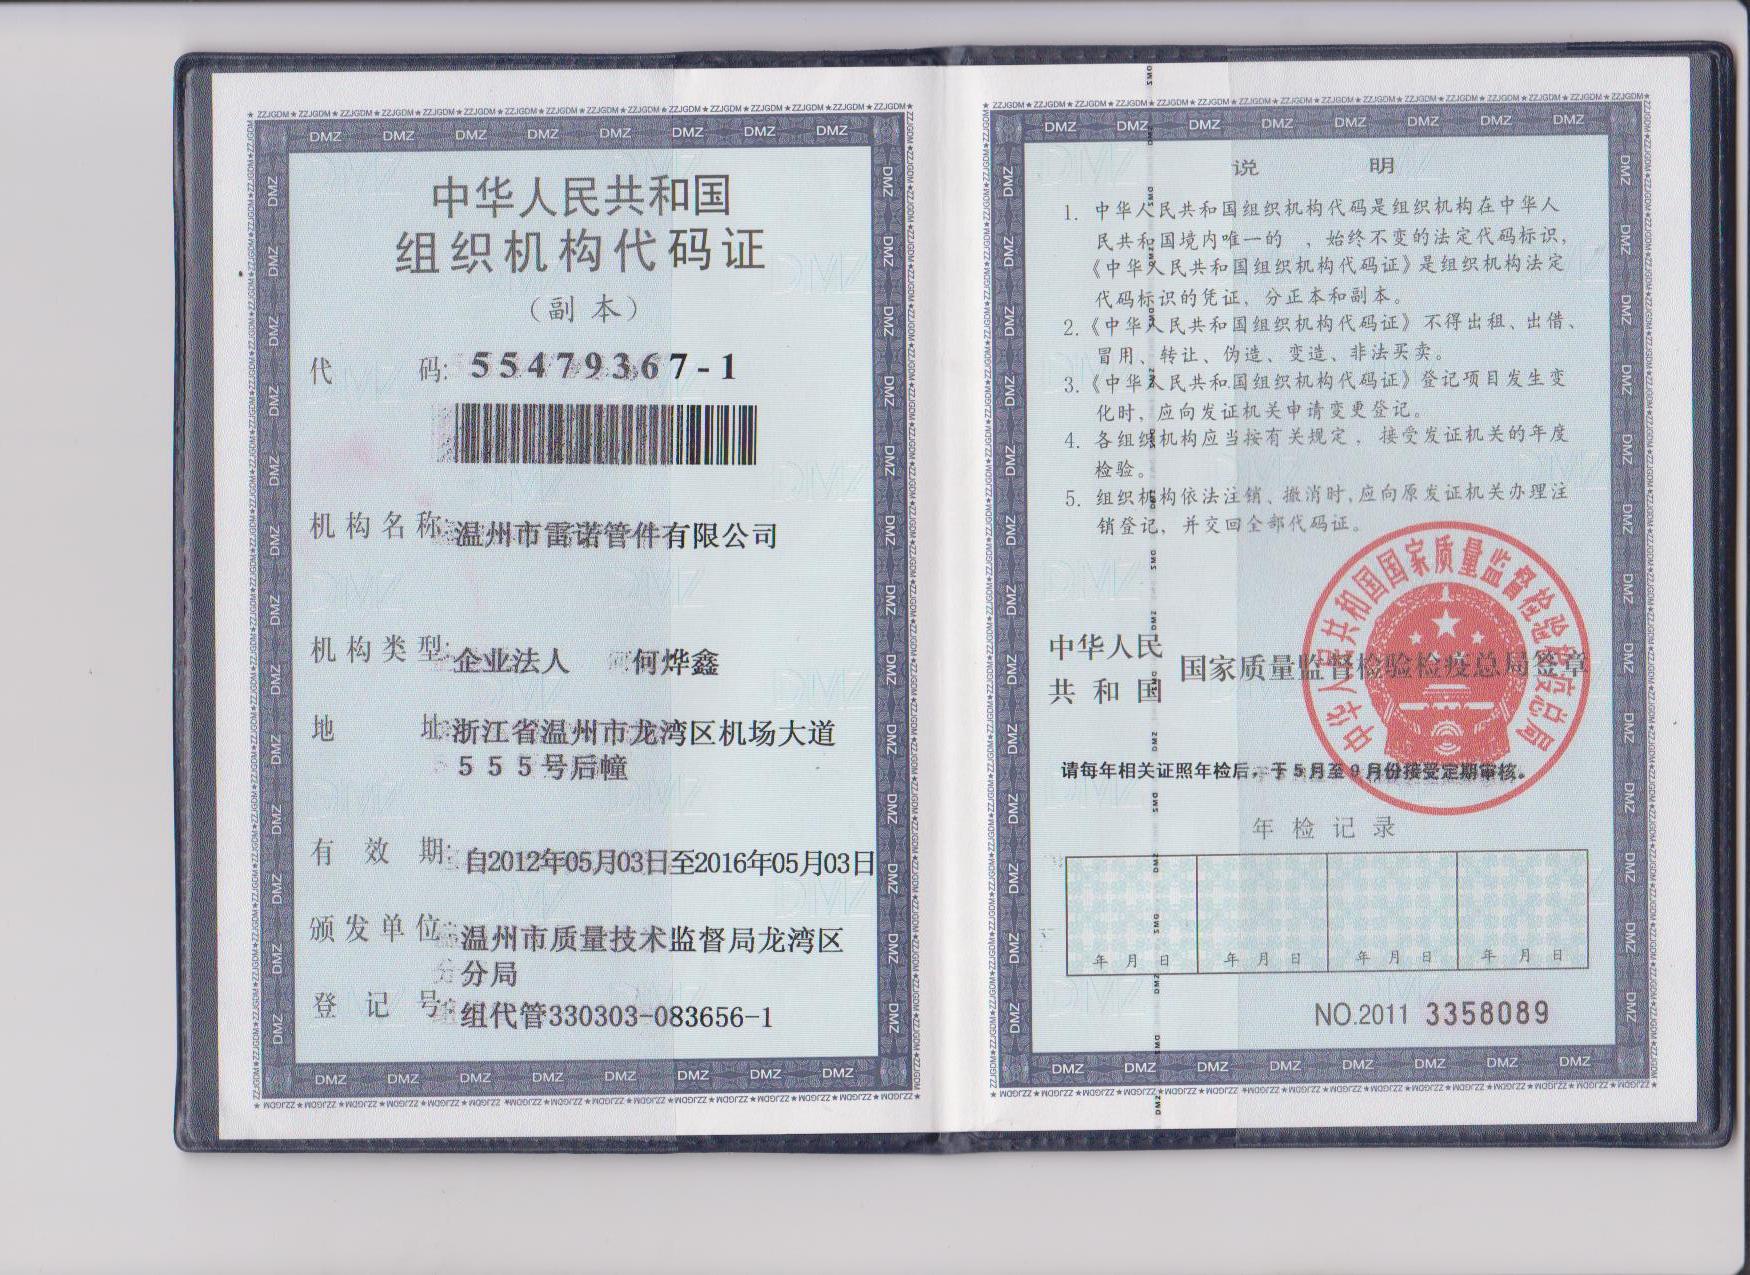 中华人民共和国
组织机构代码证
（副 本）
代 码: 55479367-1
机构名称: 温州市雷诺管件有限公司
机构类型: 企业法人 何烨鑫
地 址: 浙江省温州市龙湾区机场大道
５５５号后幢
有 效 期: 自2012年05月03日至2016年05月03日
颁发单位: 温州市质量技术监督局龙湾区
分局
登 记 号: 组代管330303-083656-1
说 明
1. 中华人民共和国组织机构代码是组织机构在中华人
民共和国境内唯一的 、始终不变的法定代码标识,
《中华人民共和国组织机构代码证》是组织机构法定
代码标识的凭证, 分正本和副本。
2.《中华人民共和国组织机构代码证》不得出租、出借、
冒用、转让、伪造、变造、非法买卖。
3.《中华人民共和国组织机构代码证》登记项目发生变
化时, 应向发证机关申请变更登记。
4. 各组织机构应当按有关规定, 接受发证机关的年度
检验。
5. 组织机构依法注销、撤消时,应向原发证机关办理注
销登记, 并交回全部代码证。
中华人民
共和国
国家质量监督检验检疫总局签章
中华人民共和国国家质量监督检验检疫总局
请每年相关证照年检后，于5月至9月份接受定期审核。
年 检 记 录
年 月 日 年 月 日 年 月 日 年 月 日
NO.2011 3358089